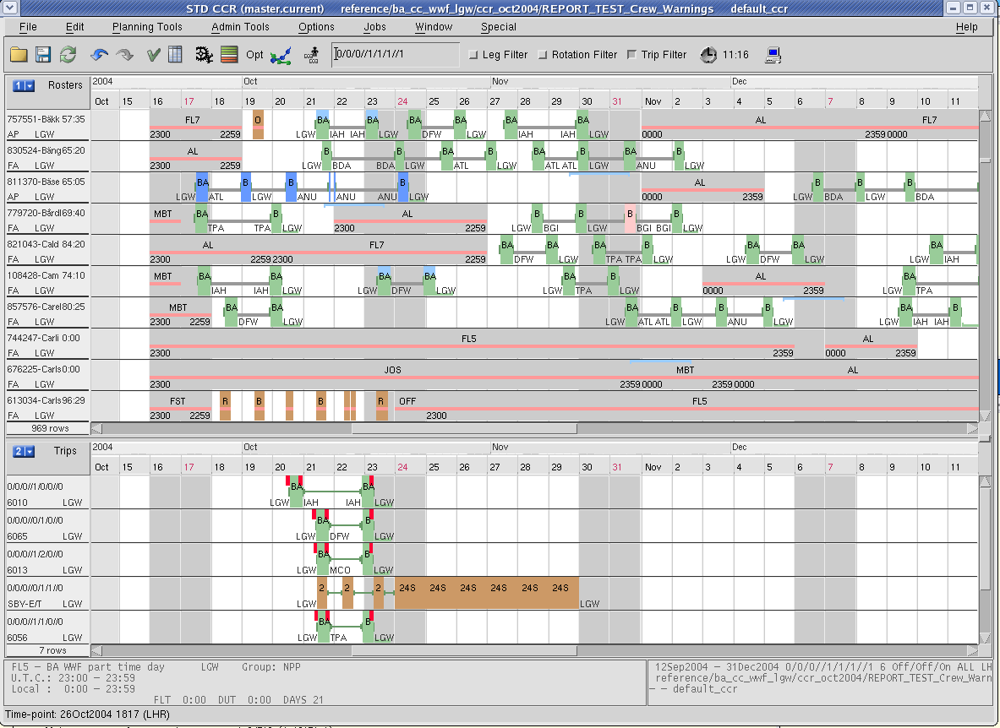 STD CCR (master.current) reference/ba_cc_wwf_lgw/ccr_oct2004/REPORT_TEST_Crew_Warnings default_ccr
File Edit Planning Tools Admin Tools Options Jobs Window Special Help
Opt 0/0/0//1/1/1//1 Leg Filter Rotation Filter Trip Filter 11:16
1 Rosters 2004 Oct Nov Dec
Oct 15 16 17 18 19 20 21 22 23 24 25 26 27 28 29 30 31 Nov 2 3 4 5 6 7 8 9 10 11
757551-Bäkk 57:35 FL7 O BA BA BA BA BA BA AL FL7
AP LGW 2300 2259 LGW IAH IAH LGW DFW LGW IAH IAH LGW 0000 2359 0000
830524-Bäng 65:20 AL B B BA B BA B BA B
FA LGW 2300 2259 LGW BDA BDA LGW ATL LGW ATL ATL LGW ANU LGW
811370-Bäse 65:05 BA B B B AL B B B
AP LGW LGW ATL LGW ANU ANU ANU LGW 0000 2359 LGW BDA LGW BDA
779720-Bårdl 69:40 MBT BA B AL B B B B
FA LGW TPA TPA LGW 2300 2259 LGW BGI LGW BGI BGI LGW
821043-Cald 84:20 AL FL7 BA BA BA B BA BA BA
FA LGW 2300 2259 2300 2259 DFW LGW TPA TPA LGW LGW DFW LGW LGW IAH
108428-Cam 74:10 MBT BA BA BA BA BA B AL BA
FA LGW IAH IAH LGW LGW DFW LGW LGW TPA LGW 0000 2359 LGW TPA
857576-Carel 80:25 MBT BA BA BA B B B BA B
FA LGW 2300 2259 DFW LGW LGW ATL ATL LGW ANU LGW LGW IAH IAH LGW
744247-Carli 0:00 FL5 AL
FA LGW 2300 2359 0000 2359
676225-Carls 0:00 JOS MBT AL
FA LGW 2300 2359 0000 2359 0000
613034-Carls 96:29 FST R B B R OFF FL5
FA LGW 2300 2259 2300
969 rows
2 Trips 2004 Oct Nov Dec
Oct 15 16 17 18 19 20 21 22 23 24 25 26 27 28 29 30 31 Nov 2 3 4 5 6 7 8 9 10 11
0/0/0//1/0/0//0 BA BA
6010 LGW LGW IAH IAH LGW
0/0/0//0/1/0//0 BA B
6065 LGW LGW DFW LGW
0/0/0//1/2/0//0 BA B
6013 LGW LGW MCO LGW
0/0/0//0/1/1//0 2 2 2 24S 24S 24S 24S 24S 24S
SBY-E/T LGW LGW LGW
0/0/0//1/1/0//0 BA B
6056 LGW LGW TPA LGW
7 rows
FL5 – BA WWF part time day LGW Group: NPP
U.T.C.: 23:00 – 23:59
Local : 0:00 – 23:59
FLT 0:00 DUT 0:00 DAYS 21
12Sep2004 – 31Dec2004 0/0/0//1/1/1//1 6 Off/Off/On ALL LH
reference/ba_cc_wwf_lgw/ccr_oct2004/REPORT_TEST_Crew_Warn
– – default_ccr
Time-point: 26Oct2004 1817 (LHR)